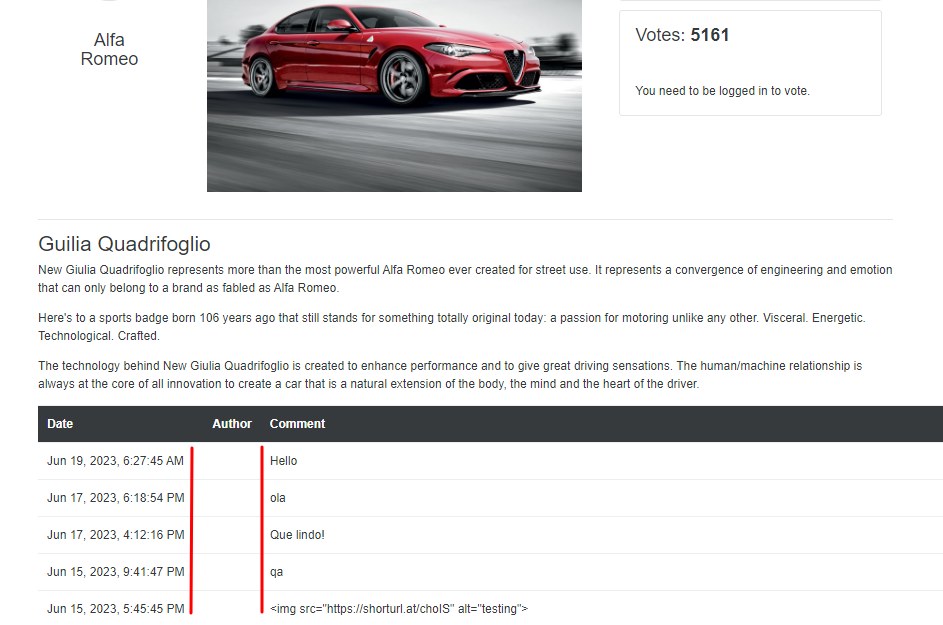 Alfa
Romeo
Votes: 5161
You need to be logged in to vote.
Guilia Quadrifoglio
New Giulia Quadrifoglio represents more than the most powerful Alfa Romeo ever created for street use. It represents a convergence of engineering and emotion
that can only belong to a brand as fabled as Alfa Romeo.
Here's to a sports badge born 106 years ago that still stands for something totally original today: a passion for motoring unlike any other. Visceral. Energetic.
Technological. Crafted.
The technology behind New Giulia Quadrifoglio is created to enhance performance and to give great driving sensations. The human/machine relationship is
always at the core of all innovation to create a car that is a natural extension of the body, the mind and the heart of the driver.
Date Author Comment
Jun 19, 2023, 6:27:45 AM Hello
Jun 17, 2023, 6:18:54 PM ola
Jun 17, 2023, 4:12:16 PM Que lindo!
Jun 15, 2023, 9:41:47 PM qa
Jun 15, 2023, 5:45:45 PM <img src="https://shorturl.at/choIS" alt="testing">